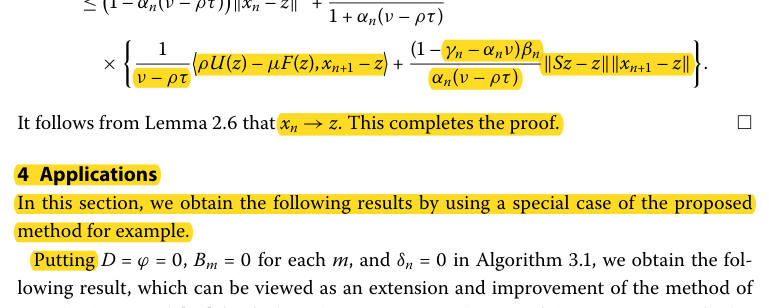 ≤ (1 − αₙ(ν − ρτ))‖xₙ − z‖ +
1 + αₙ(ν − ρτ)
× { 1/(ν − ρτ) ⟨ρU(z) − μF(z), xₙ₊₁ − z⟩ + (1 − γₙ − αₙν)βₙ/(αₙ(ν − ρτ)) ‖Sz − z‖‖xₙ₊₁ − z‖ }.
It follows from Lemma 2.6 that xₙ → z. This completes the proof. □
4 Applications
In this section, we obtain the following results by using a special case of the proposed
method for example.
Putting D = φ = 0, Bₘ = 0 for each m, and δₙ = 0 in Algorithm 3.1, we obtain the fol-
lowing result, which can be viewed as an extension and improvement of the method of